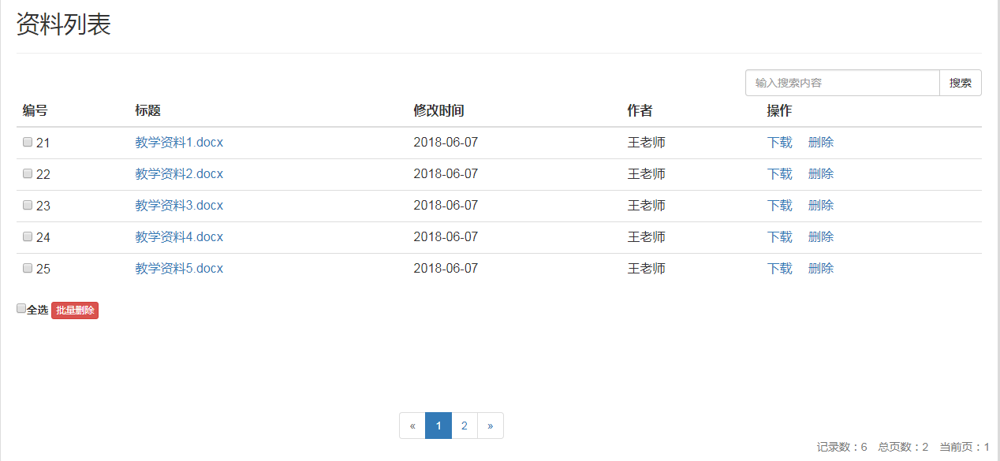 资料列表
输入搜索内容 搜索
编号 标题 修改时间 作者 操作
21 教学资料1.docx 2018-06-07 王老师 下载 删除
22 教学资料2.docx 2018-06-07 王老师 下载 删除
23 教学资料3.docx 2018-06-07 王老师 下载 删除
24 教学资料4.docx 2018-06-07 王老师 下载 删除
25 教学资料5.docx 2018-06-07 王老师 下载 删除
全选 批量删除
« 1 2 »
记录数：6 总页数：2 当前页：1